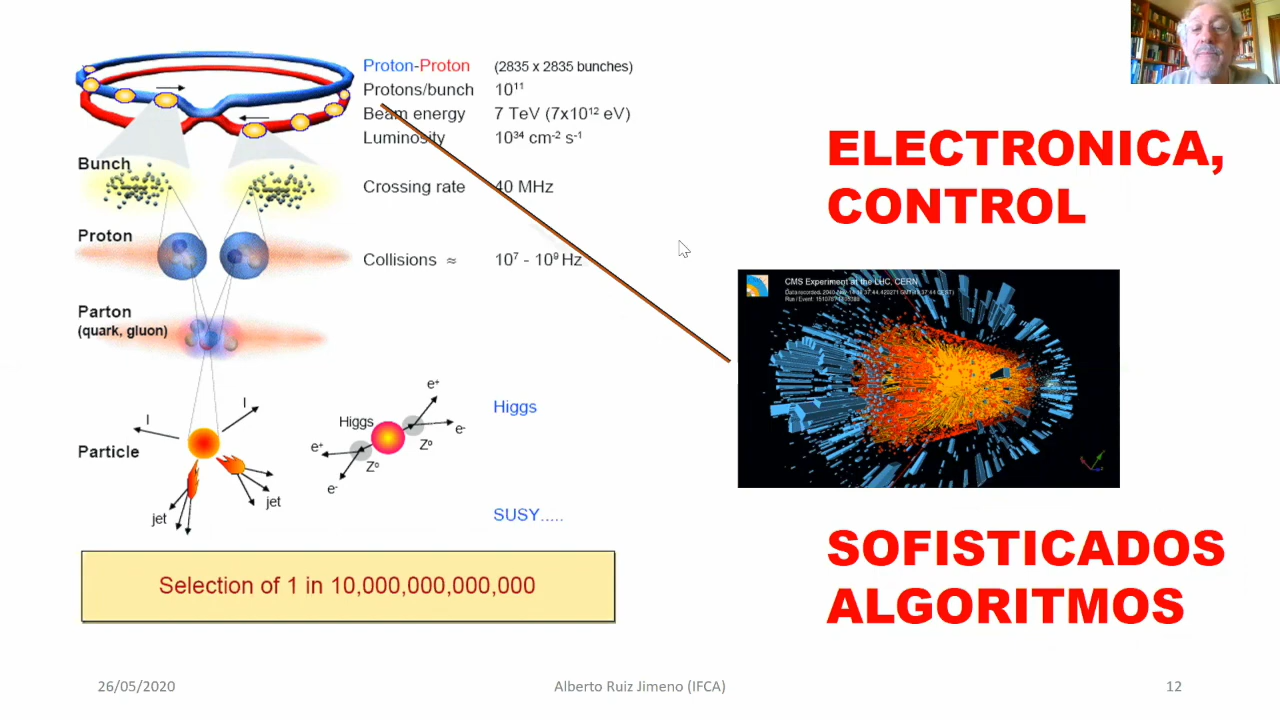 Proton-Proton (2835 x 2835 bunches)
Protons/bunch 10¹¹
Beam energy 7 TeV (7x10¹² eV)
Luminosity 10³⁴ cm⁻² s⁻¹
Bunch
Crossing rate 40 MHz
Proton
Collisions ≈ 10⁷ - 10⁹ Hz
Parton
(quark, gluon)
Particle
l
l
jet
jet
Higgs
e⁺
e⁻
Z⁰
e⁺
Z⁰
e⁻
Higgs
SUSY.....
Selection of 1 in 10,000,000,000,000
ELECTRONICA,
CONTROL
CMS Experiment at the LHC, CERN
SOFISTICADOS
ALGORITMOS
26/05/2020
Alberto Ruiz Jimeno (IFCA)
12